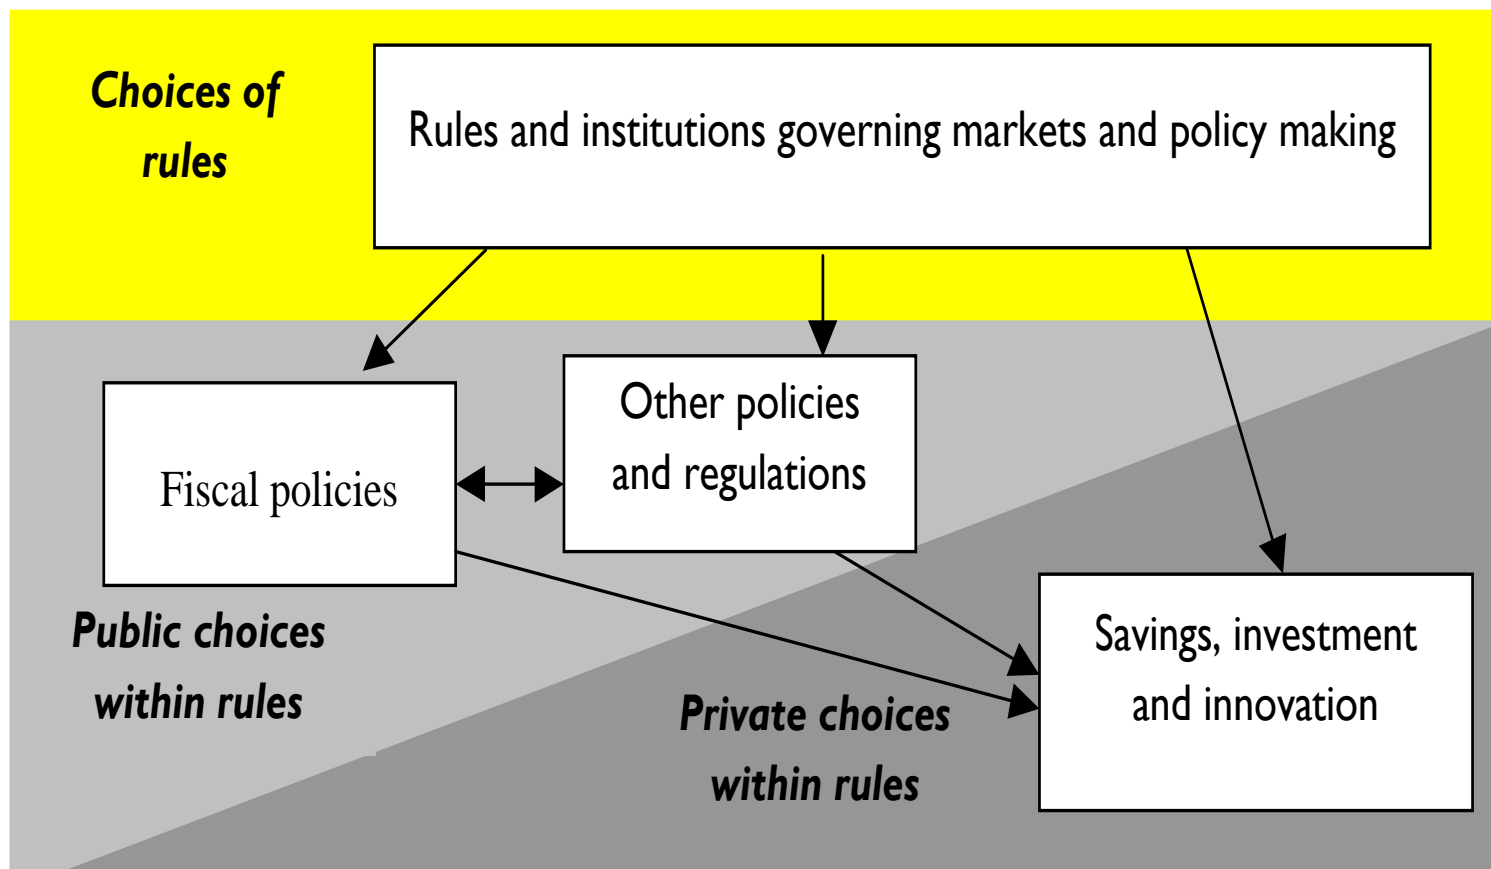 Choices of
rules
Rules and institutions governing markets and policy making
Other policies
and regulations
Fiscal policies
Public choices
within rules
Savings, investment
and innovation
Private choices
within rules